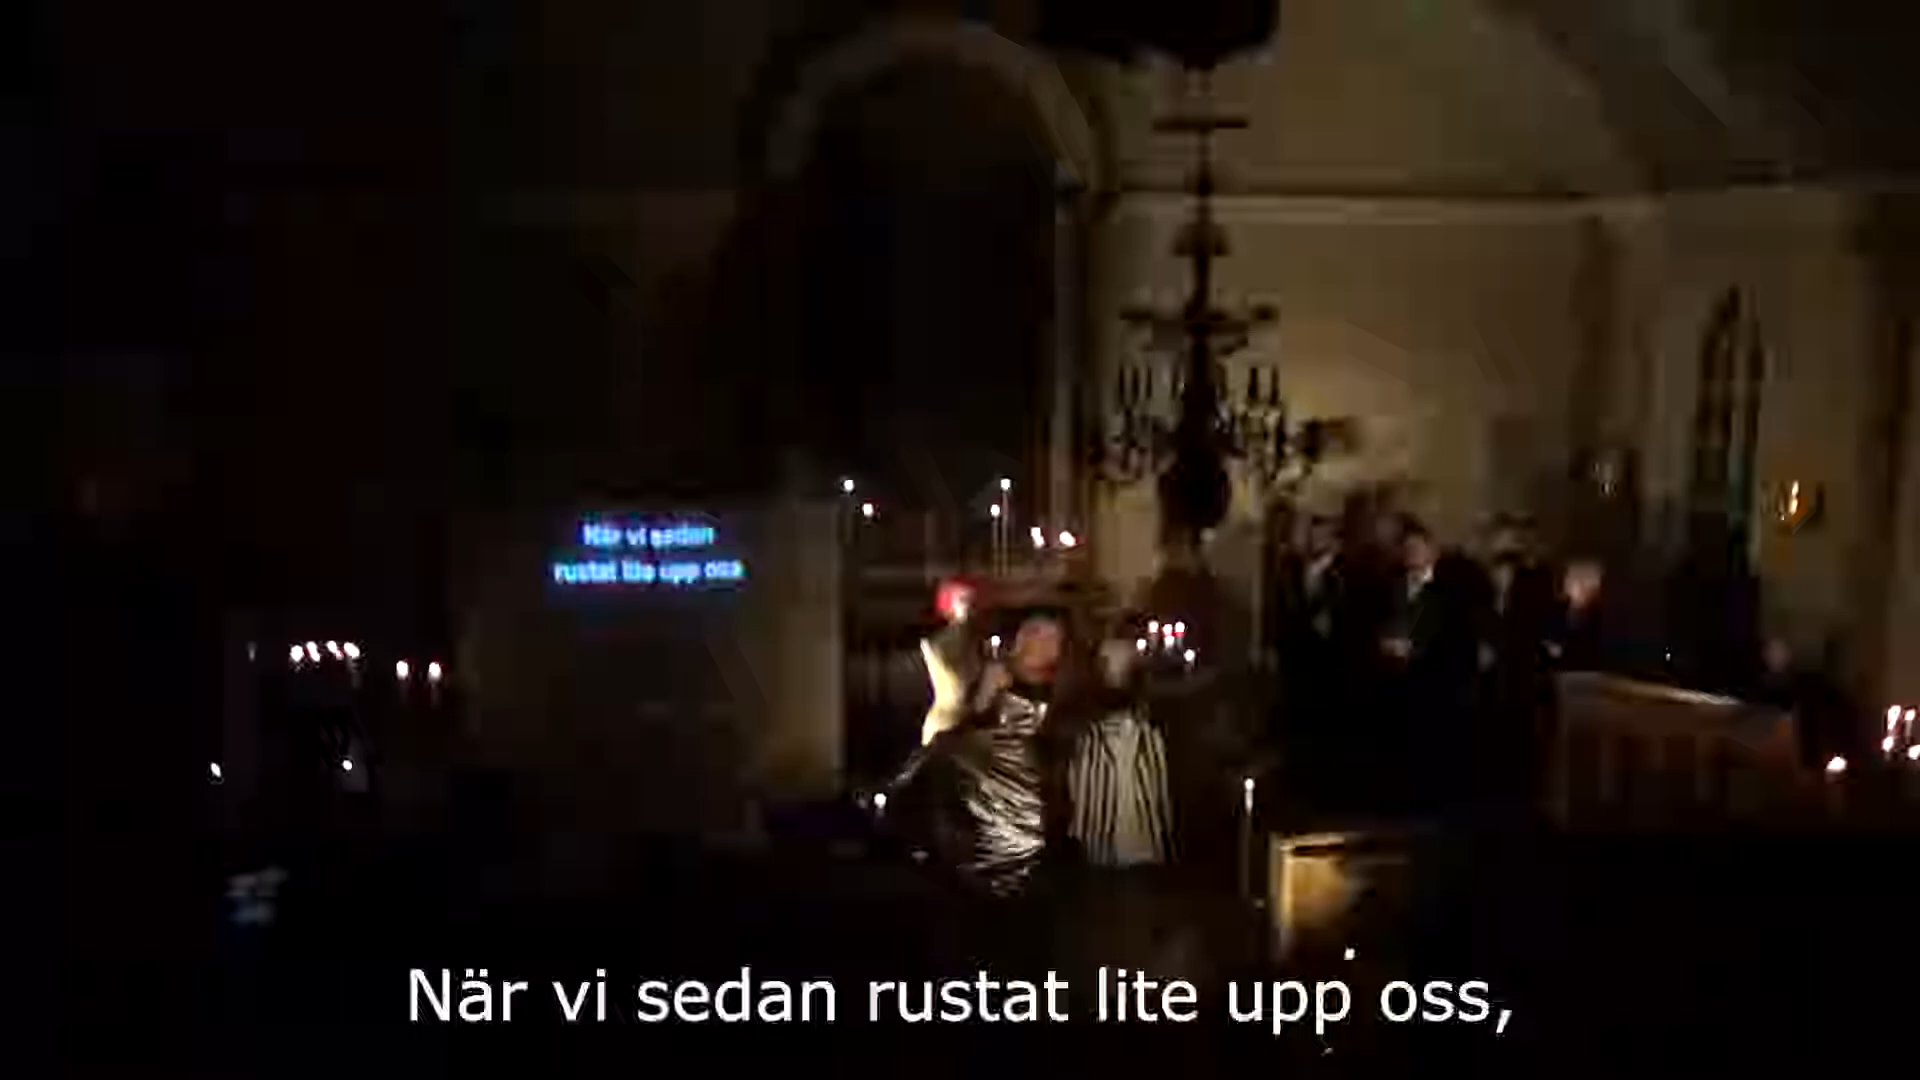 När vi sedan
rustat lite upp oss
När vi sedan rustat lite upp oss,